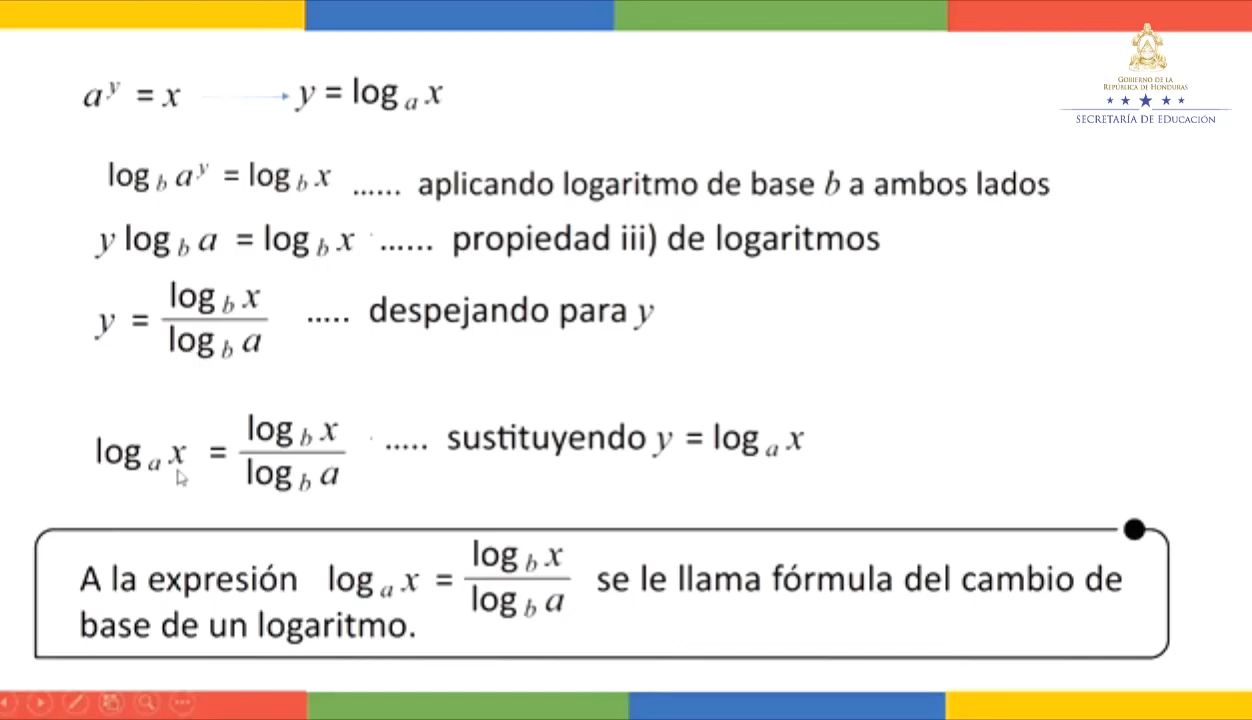 GOBIERNO DE LA
REPÚBLICA DE HONDURAS
SECRETARÍA DE EDUCACIÓN
a^y = x → y = log_a x
log_b a^y = log_b x ...... aplicando logaritmo de base b a ambos lados
y log_b a = log_b x ...... propiedad iii) de logaritmos
y = (log_b x)/(log_b a) ..... despejando para y
log_a x = (log_b x)/(log_b a) ..... sustituyendo y = log_a x
A la expresión log_a x = (log_b x)/(log_b a) se le llama fórmula del cambio de
base de un logaritmo.